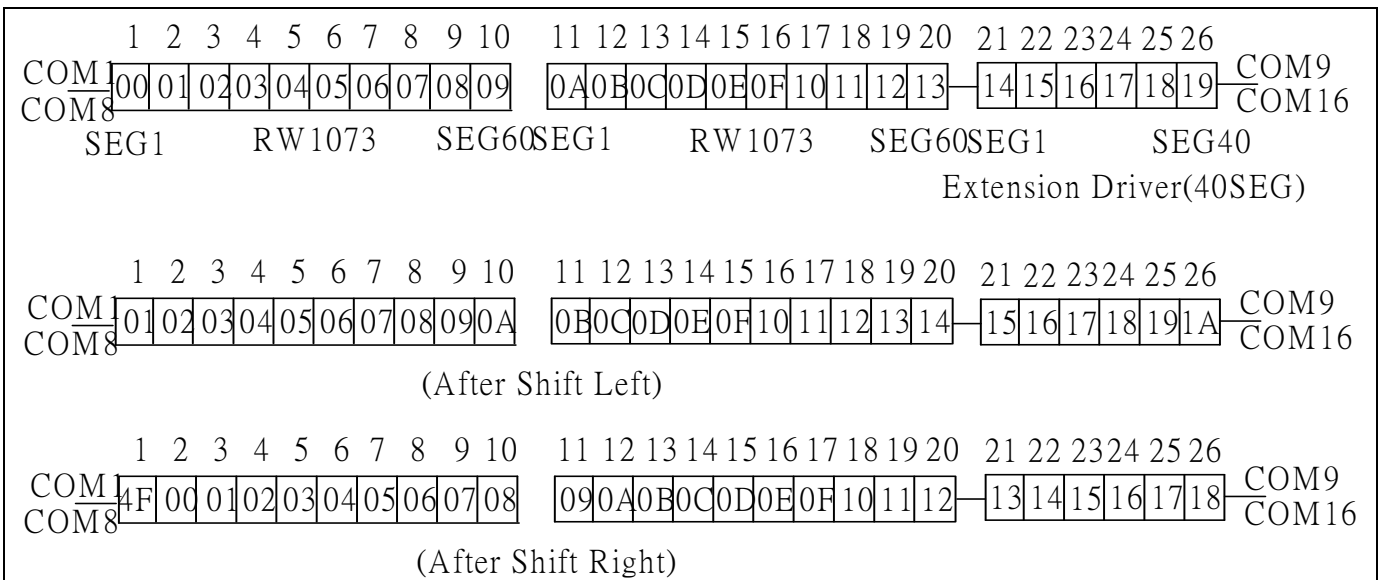 1 2 3 4 5 6 7 8 9 10 11 12 13 14 15 16 17 18 19 20 21 22 23 24 25 26
COM1 00 01 02 03 04 05 06 07 08 09 0A 0B 0C 0D 0E 0F 10 11 12 13 14 15 16 17 18 19 COM9
COM8 COM16
SEG1 RW1073 SEG60 SEG1 RW1073 SEG60 SEG1 SEG40
Extension Driver(40SEG)
1 2 3 4 5 6 7 8 9 10 11 12 13 14 15 16 17 18 19 20 21 22 23 24 25 26
COM1 01 02 03 04 05 06 07 08 09 0A 0B 0C 0D 0E 0F 10 11 12 13 14 15 16 17 18 19 1A COM9
COM8 COM16
(After Shift Left)
1 2 3 4 5 6 7 8 9 10 11 12 13 14 15 16 17 18 19 20 21 22 23 24 25 26
COM1 4F 00 01 02 03 04 05 06 07 08 09 0A 0B 0C 0D 0E 0F 10 11 12 13 14 15 16 17 18 COM9
COM8 COM16
(After Shift Right)